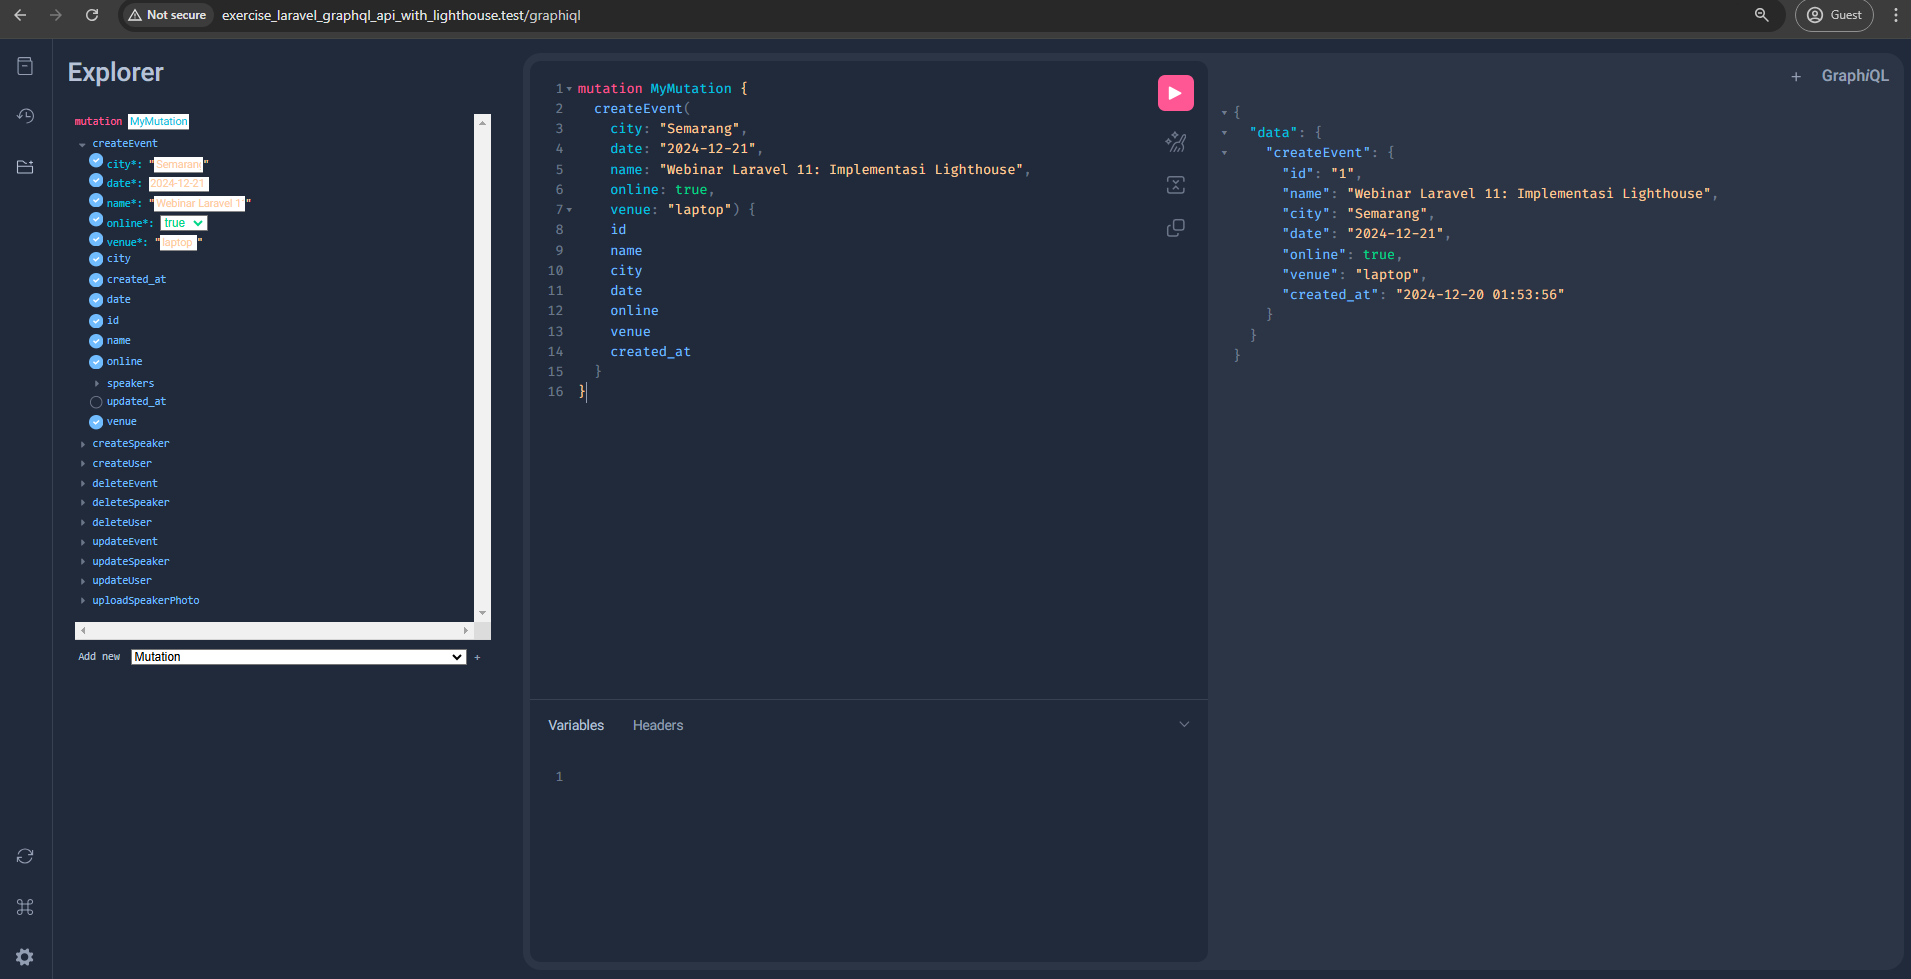 Not secure
exercise_laravel_graphql_api_with_lighthouse.test/graphiql
Guest
Explorer
mutation MyMutation
createEvent
city*: "Semarang"
date*: 2024-12-21
name*: "Webinar Laravel 1"
online*: true
venue*: "laptop"
city
created_at
date
id
name
online
speakers
updated_at
venue
createSpeaker
createUser
deleteEvent
deleteSpeaker
deleteUser
updateEvent
updateSpeaker
updateUser
uploadSpeakerPhoto
Add new Mutation +
1 mutation MyMutation {
2 createEvent(
3 city: "Semarang",
4 date: "2024-12-21",
5 name: "Webinar Laravel 11: Implementasi Lighthouse",
6 online: true,
7 venue: "laptop") {
8 id
9 name
10 city
11 date
12 online
13 venue
14 created_at
15 }
16 }
Variables Headers
1
+ GraphiQL
{
"data": {
"createEvent": {
"id": "1",
"name": "Webinar Laravel 11: Implementasi Lighthouse",
"city": "Semarang",
"date": "2024-12-21",
"online": true,
"venue": "laptop",
"created_at": "2024-12-20 01:53:56"
}
}
}